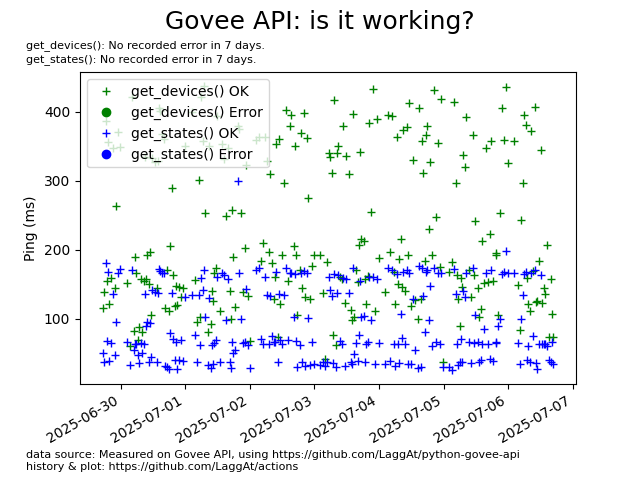 Govee API: is it working?
get_devices(): No recorded error in 7 days.
get_states(): No recorded error in 7 days.
get_devices() OK
get_devices() Error
get_states() OK
get_states() Error
Ping (ms)
400
300
200
100
2025-06-30
2025-07-01
2025-07-02
2025-07-03
2025-07-04
2025-07-05
2025-07-06
2025-07-07
data source: Measured on Govee API, using https://github.com/LaggAt/python-govee-api
history & plot: https://github.com/LaggAt/actions